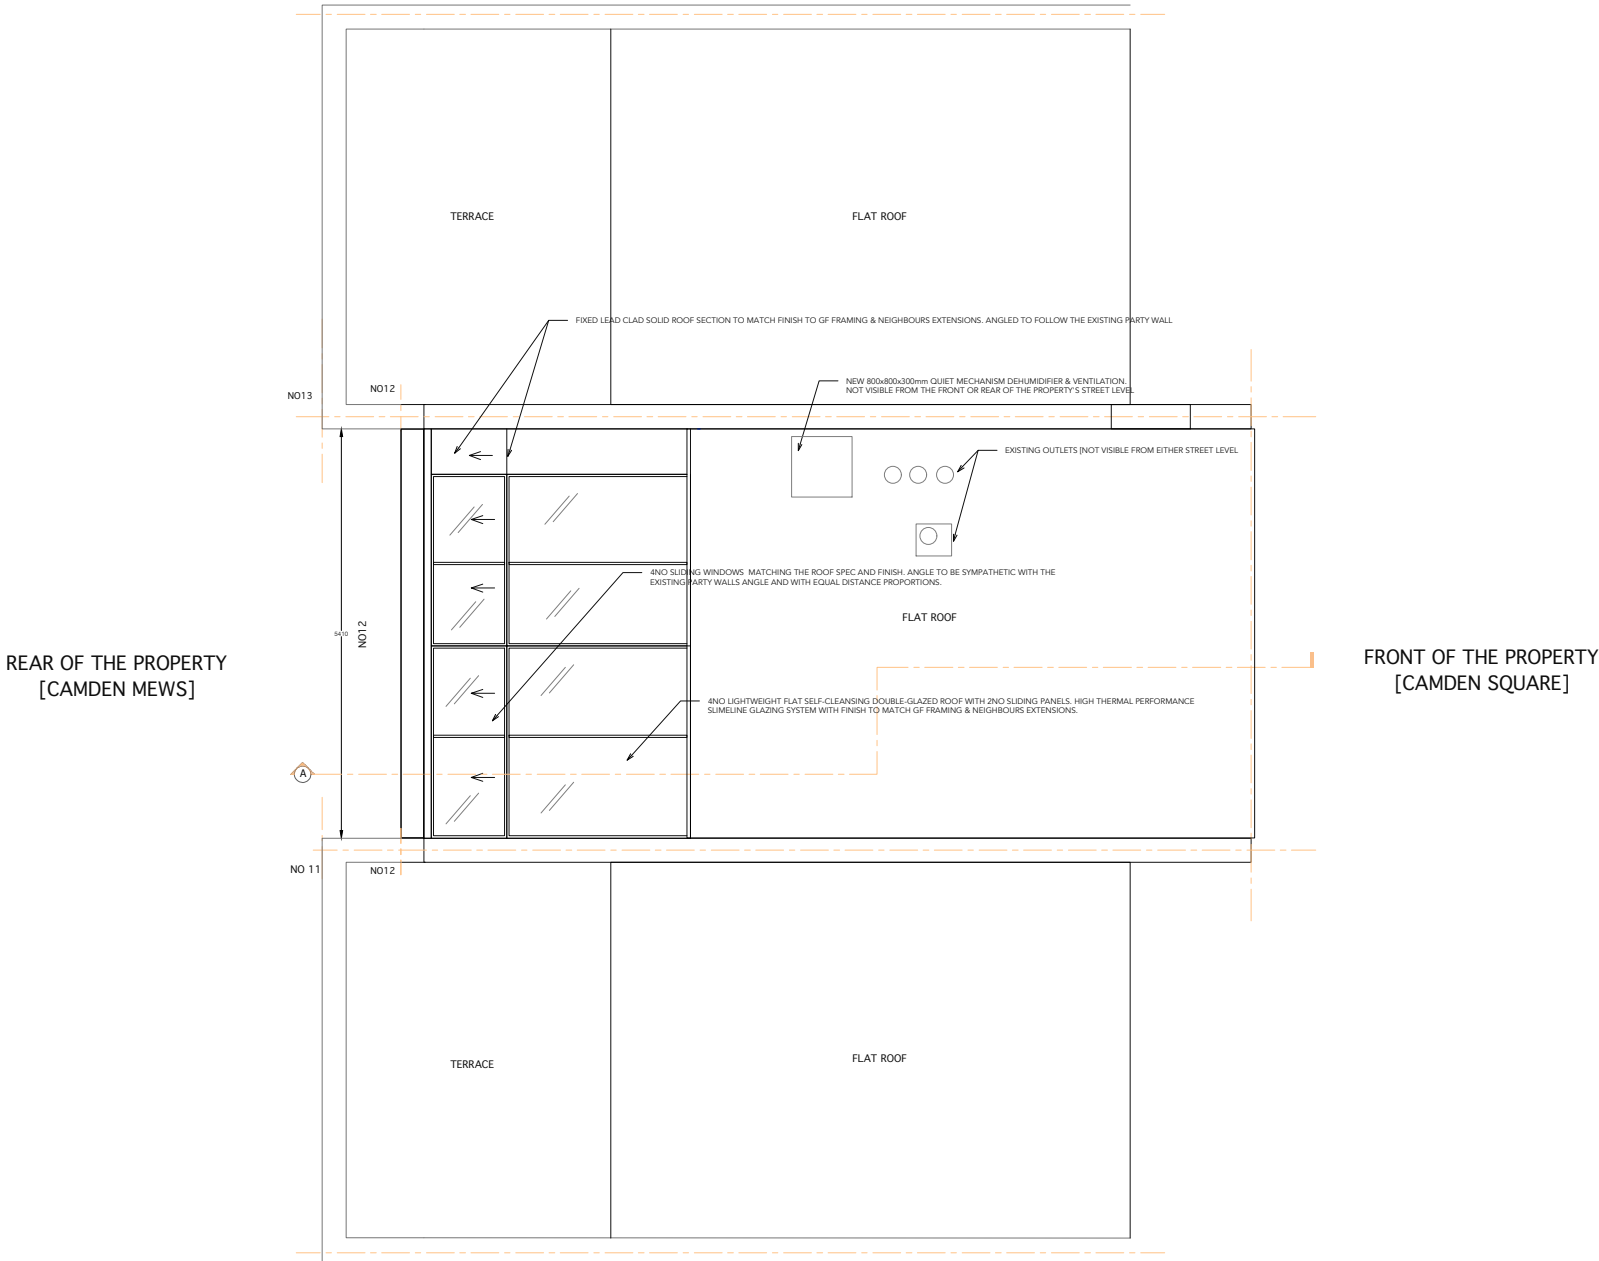 TERRACE
FLAT ROOF
FIXED LEAD CLAD SOLID ROOF SECTION TO MATCH FINISH TO GF FRAMING & NEIGHBOURS EXTENSIONS. ANGLED TO FOLLOW THE EXISTING PARTY WALL
NEW 800x800x300mm QUIET MECHANISM DEHUMIDIFIER & VENTILATION.
NOT VISIBLE FROM THE FRONT OR REAR OF THE PROPERTY'S STREET LEVEL
NO13
NO12
EXISTING OUTLETS [NOT VISIBLE FROM EITHER STREET LEVEL
4NO SLIDING WINDOWS MATCHING THE ROOF SPEC AND FINISH. ANGLE TO BE SYMPATHETIC WITH THE
EXISTING PARTY WALLS ANGLE AND WITH EQUAL DISTANCE PROPORTIONS.
FLAT ROOF
5410
NO12
REAR OF THE PROPERTY
[CAMDEN MEWS]
FRONT OF THE PROPERTY
[CAMDEN SQUARE]
4NO LIGHTWEIGHT FLAT SELF-CLEANSING DOUBLE-GLAZED ROOF WITH 2NO SLIDING PANELS. HIGH THERMAL PERFORMANCE
SLIMELINE GLAZING SYSTEM WITH FINISH TO MATCH GF FRAMING & NEIGHBOURS EXTENSIONS.
A
NO 11
NO12
TERRACE
FLAT ROOF